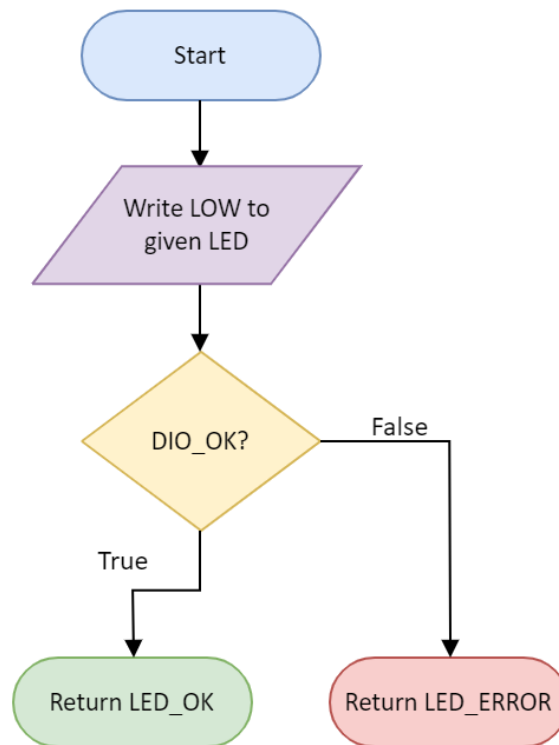 Start
Write LOW to
given LED
DIO_OK?
False
True
Return LED_OK
Return LED_ERROR